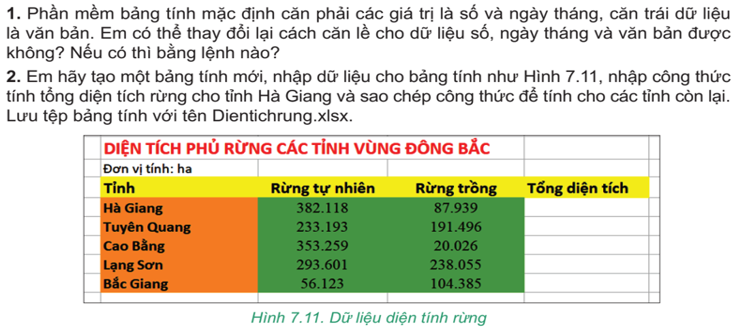 1. Phần mềm bảng tính mặc định căn phải các giá trị là số và ngày tháng, căn trái dữ liệu
là văn bản. Em có thể thay đổi lại cách căn lề cho dữ liệu số, ngày tháng và văn bản được
không? Nếu có thì bằng lệnh nào?
2. Em hãy tạo một bảng tính mới, nhập dữ liệu cho bảng tính như Hình 7.11, nhập công thức
tính tổng diện tích rừng cho tỉnh Hà Giang và sao chép công thức để tính cho các tỉnh còn lại.
Lưu tệp bảng tính với tên Dientichrung.xlsx.
DIỆN TÍCH PHỦ RỪNG CÁC TỈNH VÙNG ĐÔNG BẮC
Đơn vị tính: ha
Tỉnh Rừng tự nhiên Rừng trồng Tổng diện tích
Hà Giang 382.118 87.939
Tuyên Quang 233.193 191.496
Cao Bằng 353.259 20.026
Lạng Sơn 293.601 238.055
Bắc Giang 56.123 104.385
Hình 7.11. Dữ liệu diện tính rừng